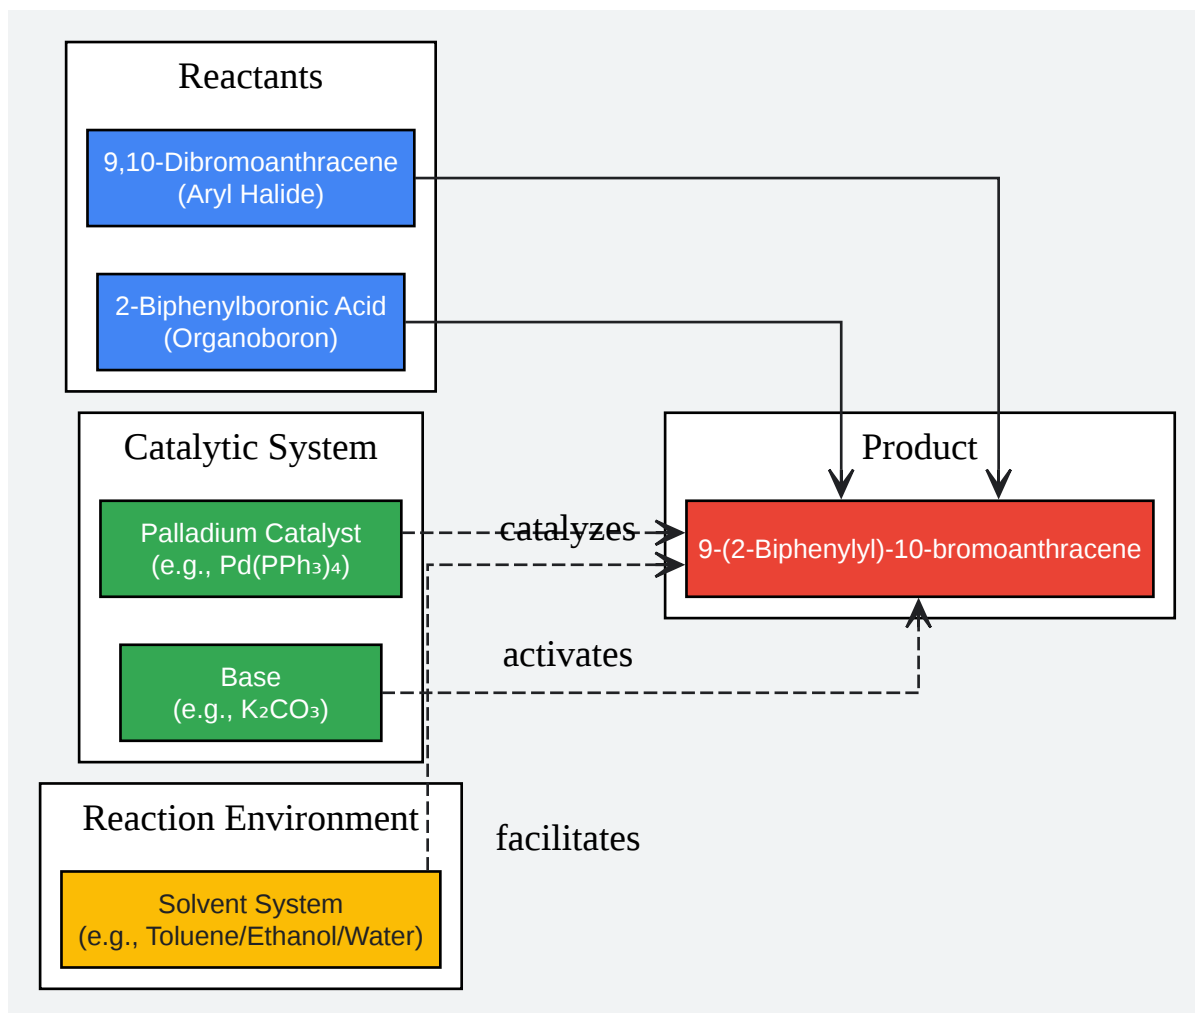 Reactants
9,10-Dibromoanthracene
(Aryl Halide)
2-Biphenylboronic Acid
(Organoboron)
Catalytic System
Palladium Catalyst
(e.g., Pd(PPh₃)₄)
Base
(e.g., K₂CO₃)
Reaction Environment
Solvent System
(e.g., Toluene/Ethanol/Water)
catalyzes
activates
facilitates
Product
9-(2-Biphenylyl)-10-bromoanthracene